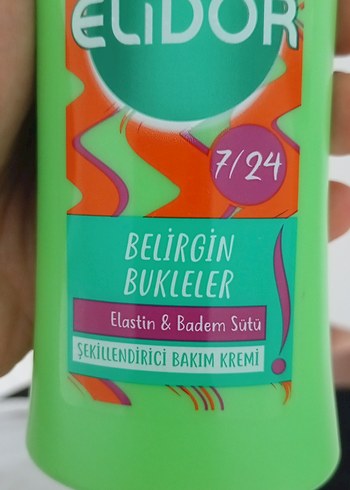 ELiDOR
7/24
BELİRGİN
BUKLELER
Elastin & Badem Sütü
ŞEKİLLENDİRİCİ BAKIM KREMİ
!